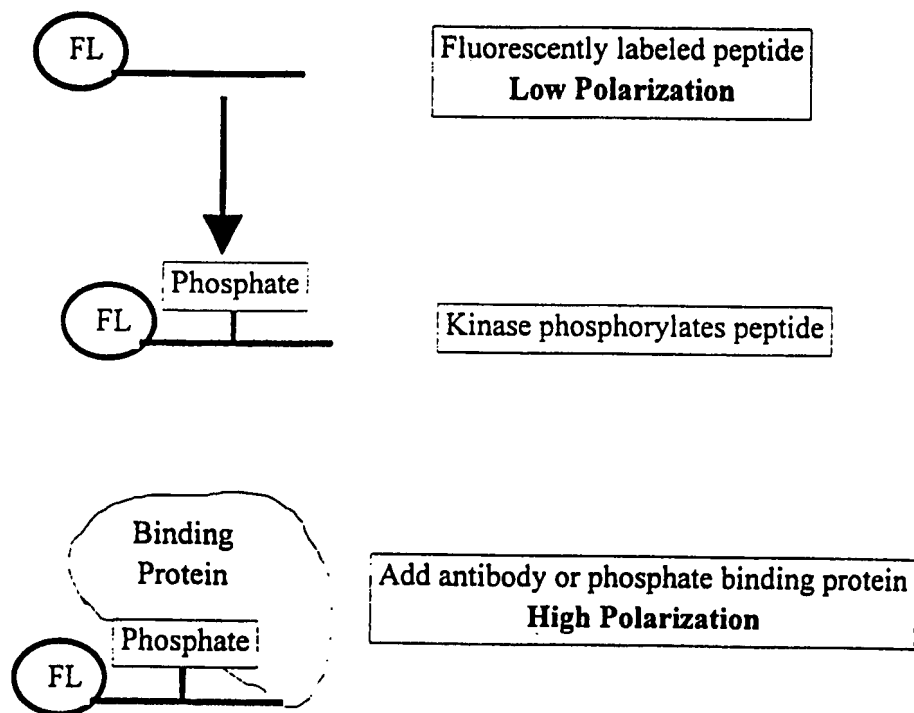 FL
Fluorescently labeled peptide
Low Polarization
Phosphate
FL
Kinase phosphorylates peptide
Binding
Protein
Add antibody or phosphate binding protein
High Polarization
Phosphate
FL